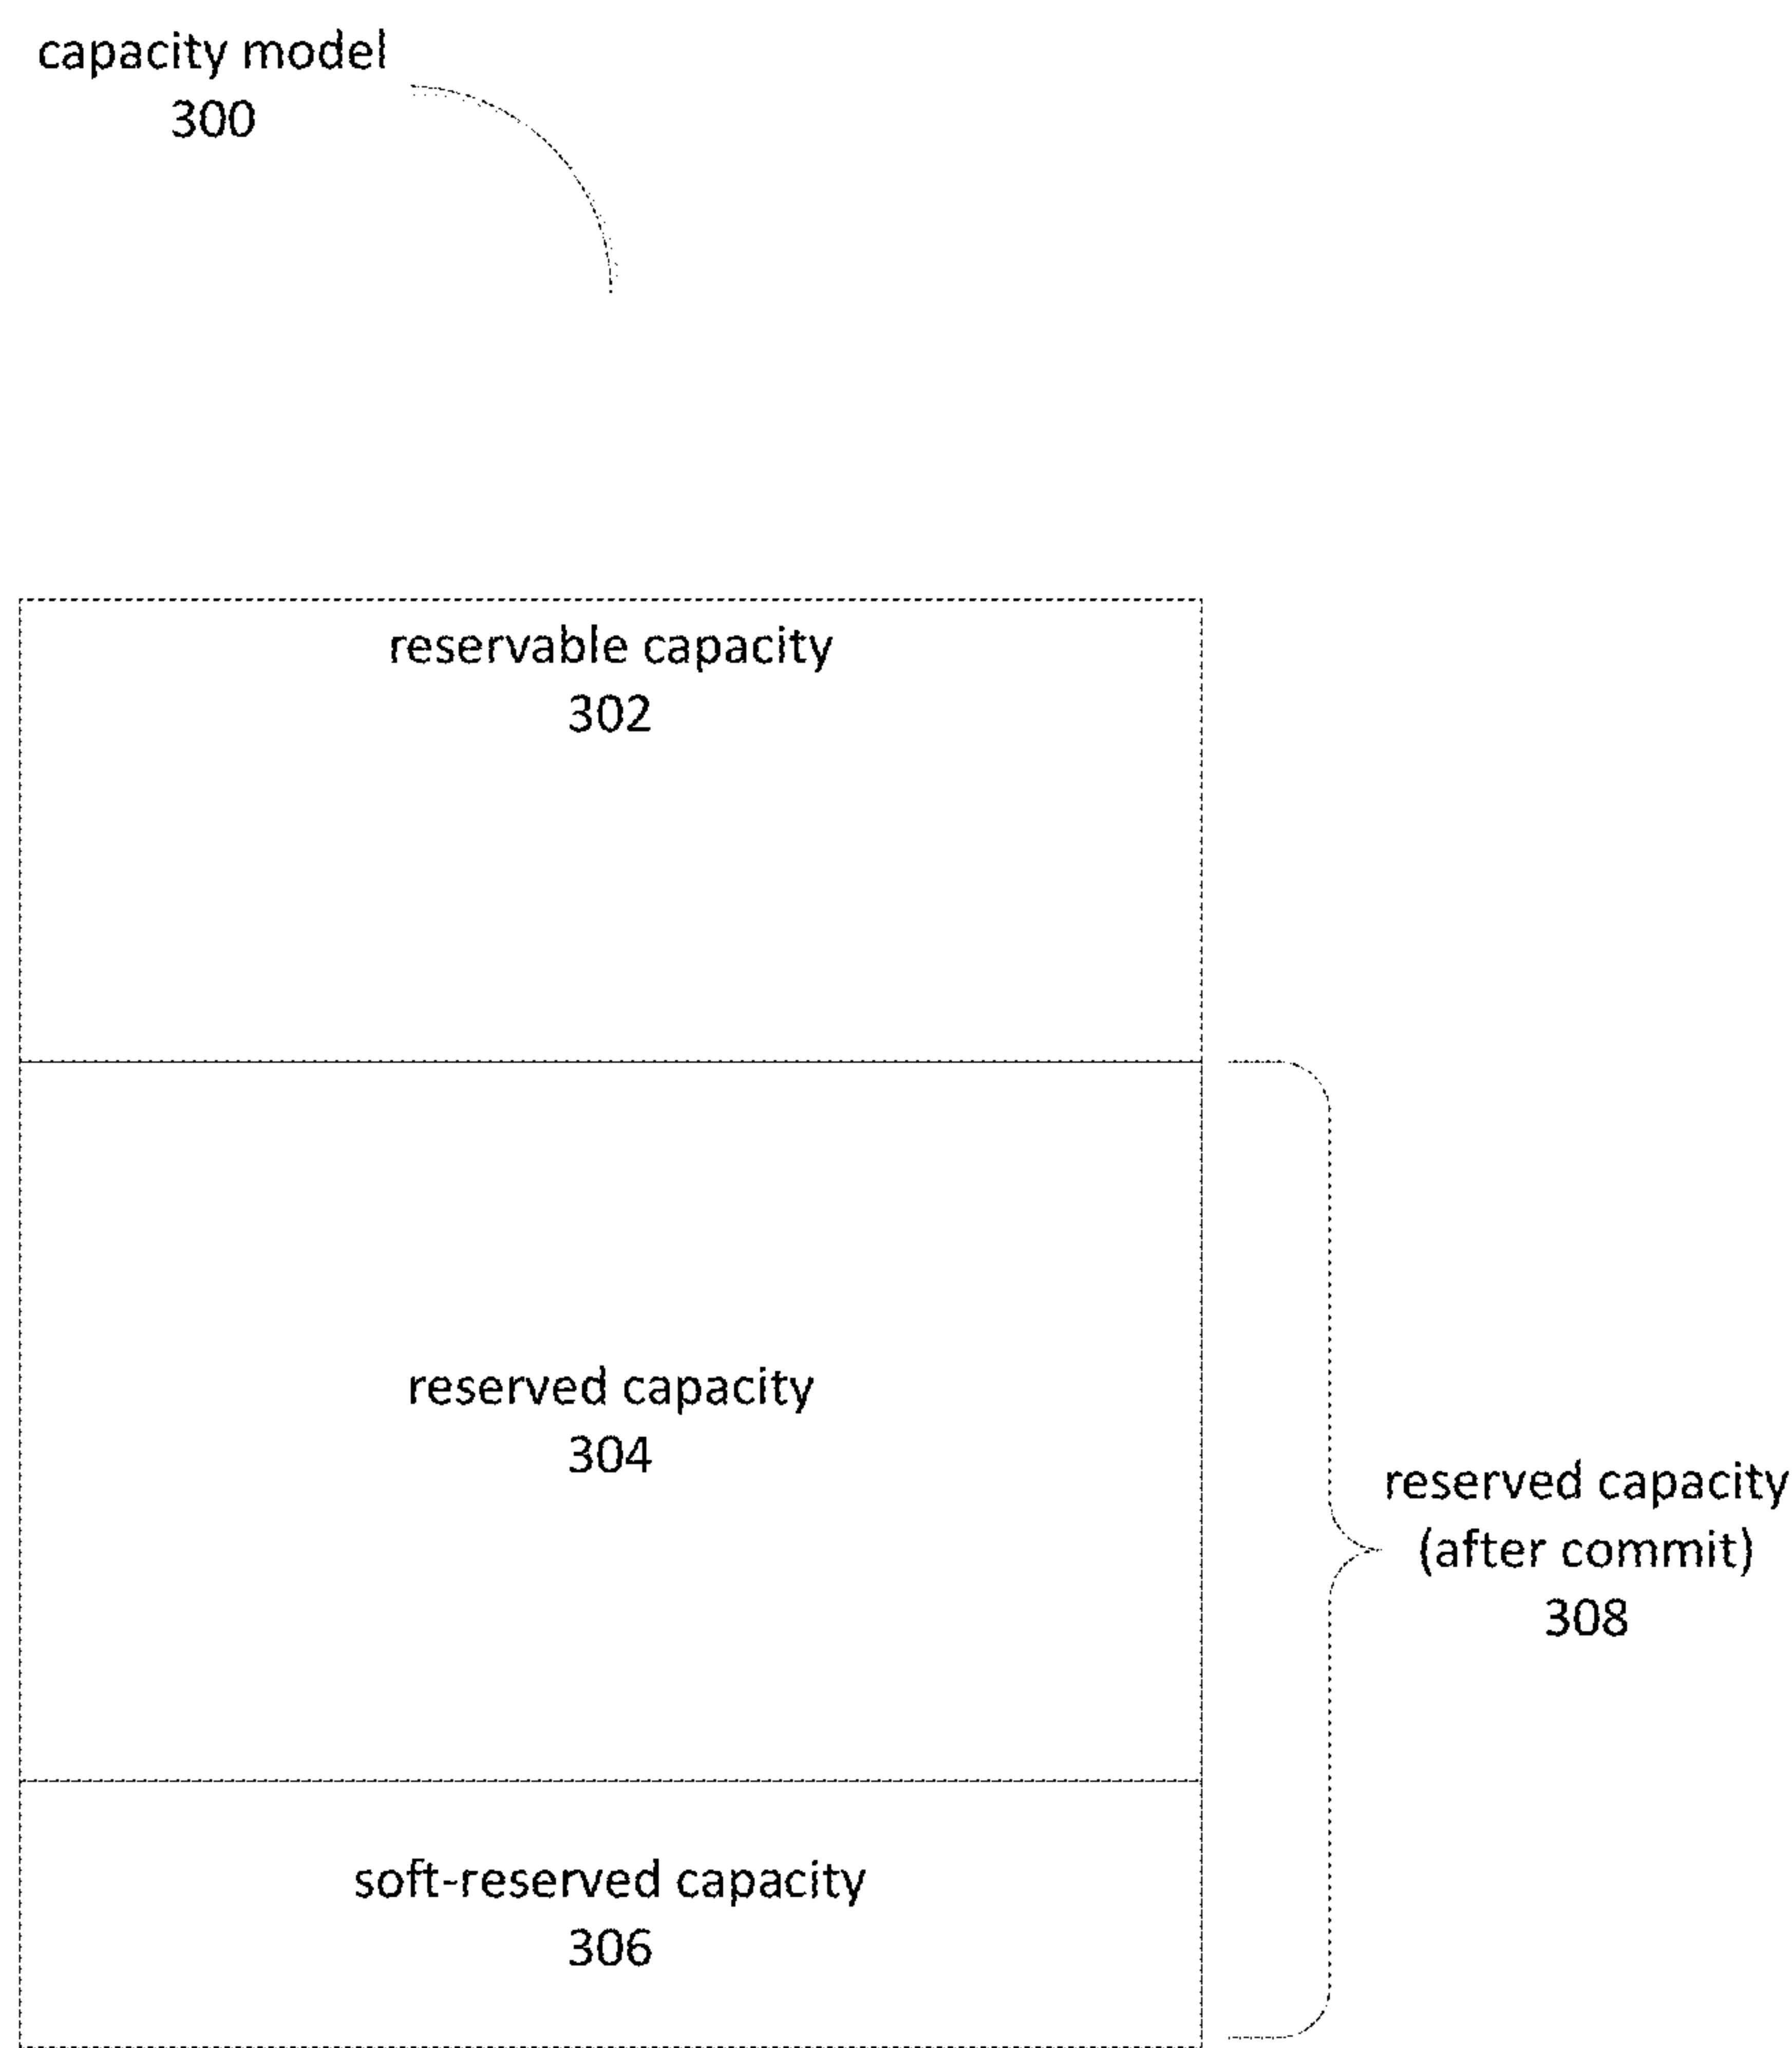 capacity model
300
reservable capacity
302
reserved capacity
304
reserved capacity
(after commit)
308
soft-reserved capacity
306